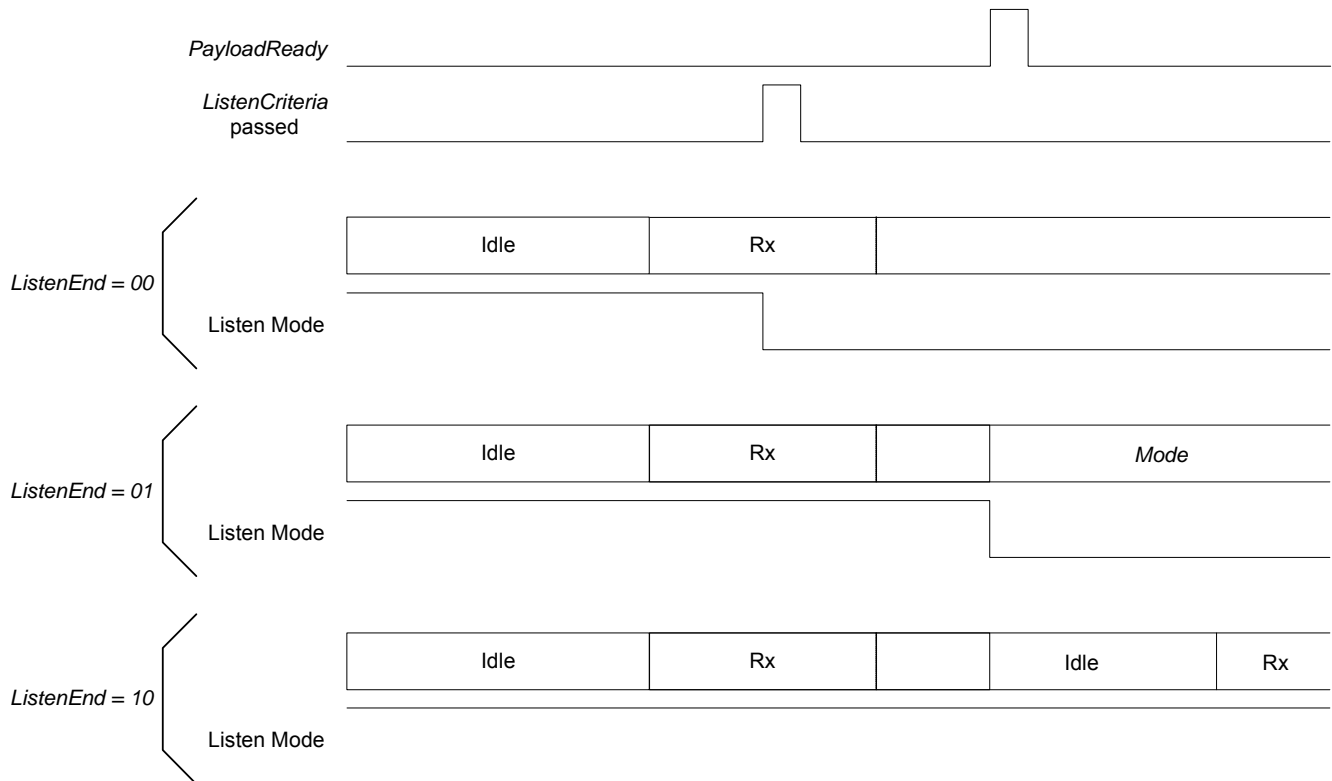 PayloadReady
ListenCriteria
passed
Idle Rx
ListenEnd = 00
Listen Mode
Idle Rx Mode
ListenEnd = 01
Listen Mode
Idle Rx Idle Rx
ListenEnd = 10
Listen Mode